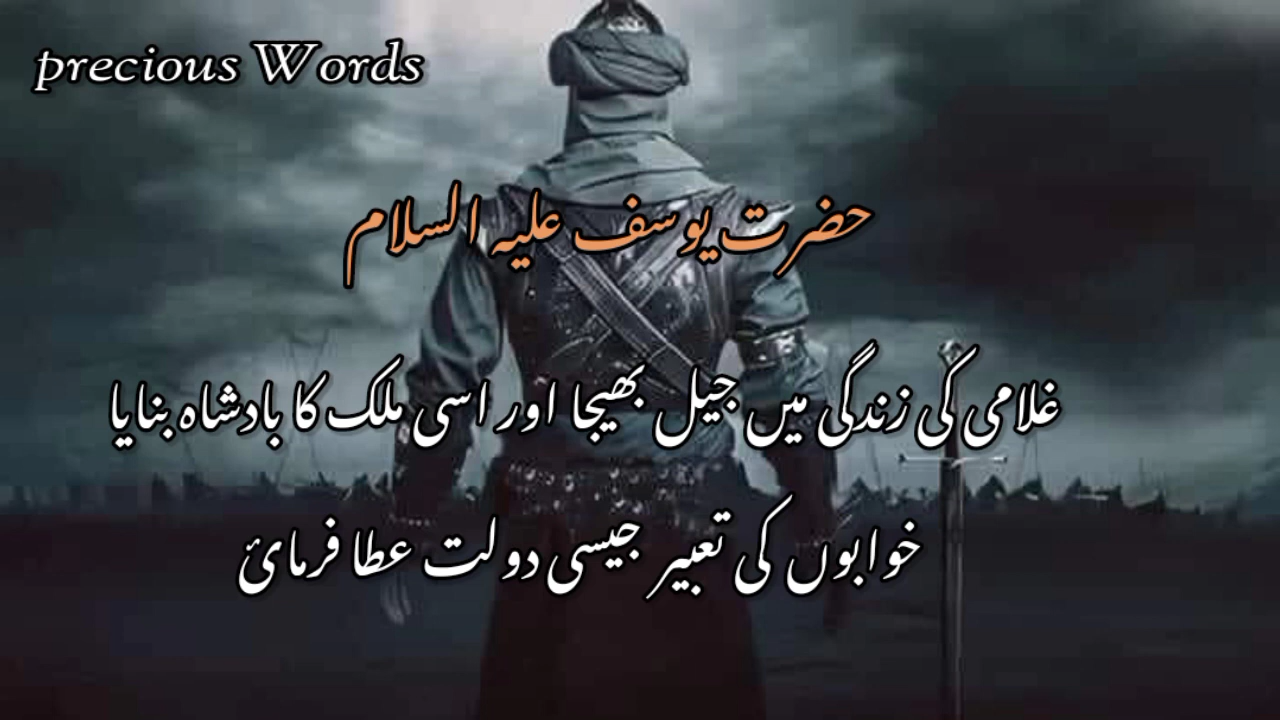 precious Words
حضرت یوسف علیہ السلام
غلامی کی زندگی میں جیل بھیجا اور اسی ملک کا بادشاہ بنایا
خوابوں کی تعبیر جیسی دولت عطا فرمائ